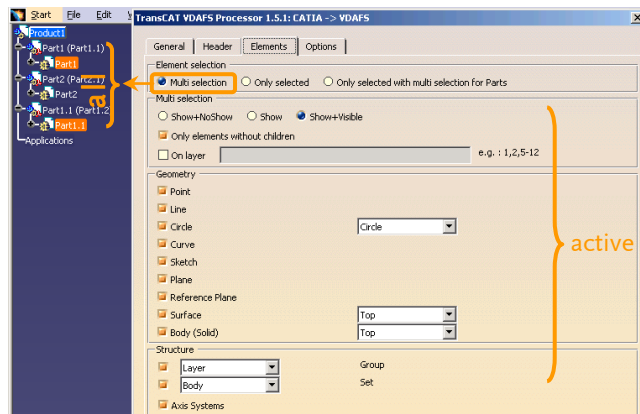 Start File Edit
TransCAT VDAFS Processor 1.5.1: CATIA -> VDAFS
Product1
Part1 (Part1.1)
Part1
Part2 (Part2.1)
Part2
Part1.1 (Part1.2
Part1.1
Applications
all
General Header Elements Options
Element selection
Multi selection Only selected Only selected with multi selection for Parts
Multi selection
Show+NoShow Show Show+Visible
Only elements without children
On layer e.g. : 1,2,5-12
Geometry
Point
Line
Circle Circle
Curve
Sketch
Plane
Reference Plane
Surface Top
Body (Solid) Top
active
Structure
Layer Group
Body Set
Axis Systems